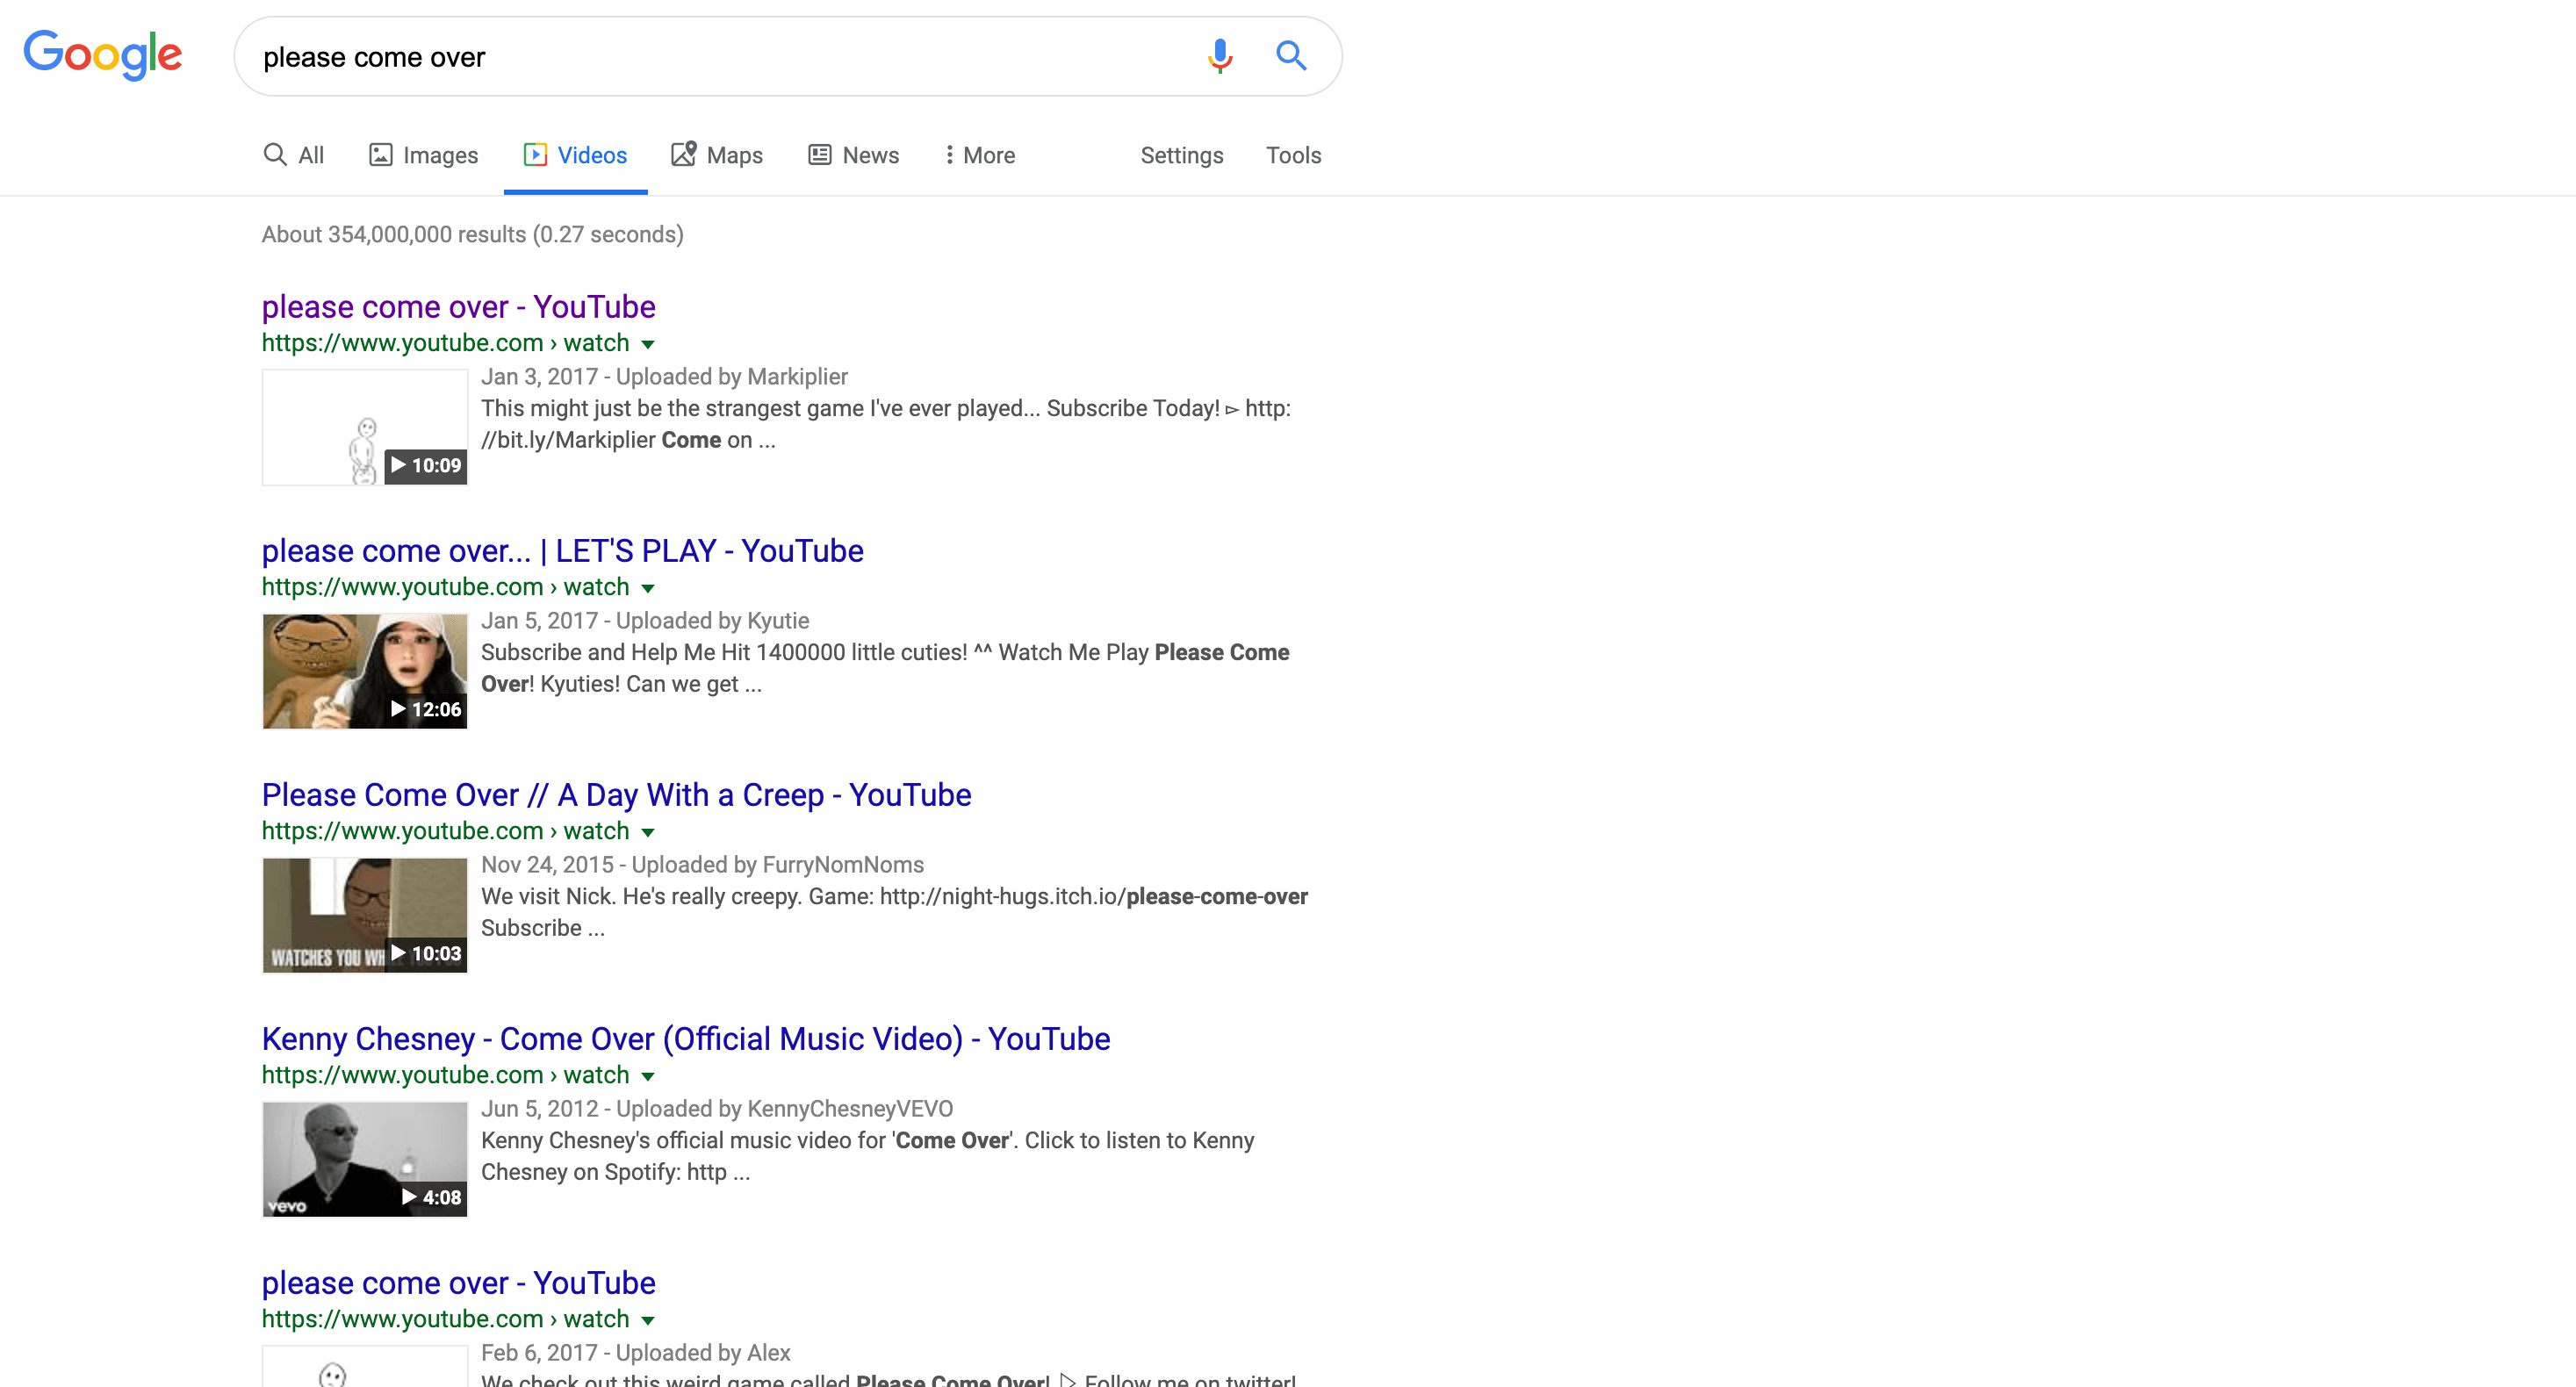 Google
please come over
All Images Videos Maps News More Settings Tools
About 354,000,000 results (0.27 seconds)
please come over - YouTube
https://www.youtube.com › watch
Jan 3, 2017 - Uploaded by Markiplier
This might just be the strangest game I've ever played... Subscribe Today! ▻ http:
//bit.ly/Markiplier Come on ...
10:09
please come over... | LET'S PLAY - YouTube
https://www.youtube.com › watch
Jan 5, 2017 - Uploaded by Kyutie
Subscribe and Help Me Hit 1400000 little cuties! ^^ Watch Me Play Please Come
Over! Kyuties! Can we get ...
12:06
Please Come Over // A Day With a Creep - YouTube
https://www.youtube.com › watch
Nov 24, 2015 - Uploaded by FurryNomNoms
We visit Nick. He's really creepy. Game: http://night-hugs.itch.io/please-come-over
Subscribe ...
WATCHES YOU
10:03
Kenny Chesney - Come Over (Official Music Video) - YouTube
https://www.youtube.com › watch
Jun 5, 2012 - Uploaded by KennyChesneyVEVO
Kenny Chesney's official music video for 'Come Over'. Click to listen to Kenny
Chesney on Spotify: http ...
vevo
4:08
please come over - YouTube
https://www.youtube.com › watch
Feb 6, 2017 - Uploaded by Alex
We check out this weird game called Please Come Over! ▷ Follow me on twitter!